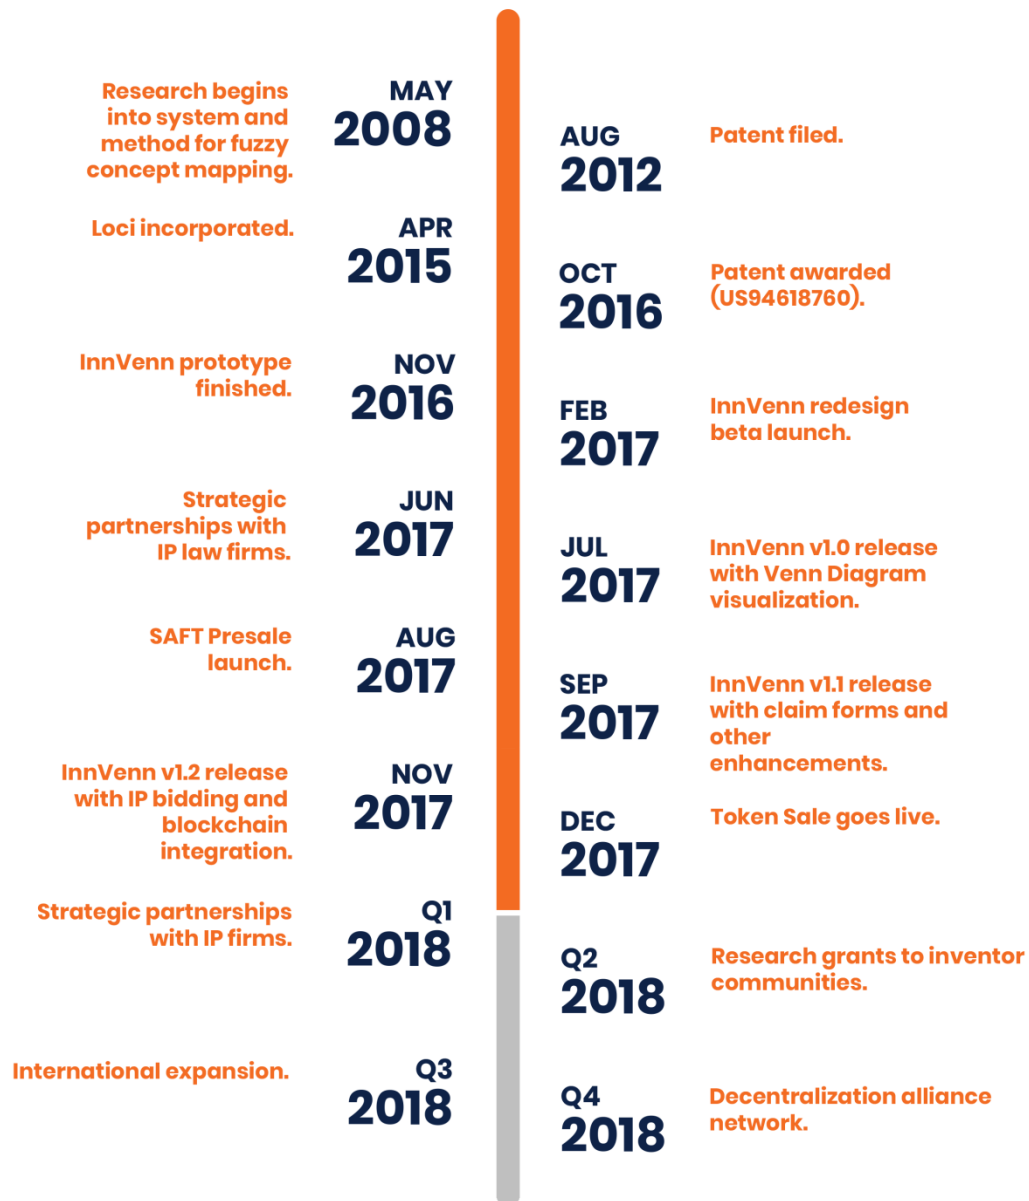 MAY
2008
Research begins
into system and
method for fuzzy
concept mapping.
AUG
2012
Patent filed.
APR
2015
Loci incorporated.
OCT
2016
Patent awarded
(US94618760).
NOV
2016
InnVenn prototype
finished.
FEB
2017
InnVenn redesign
beta launch.
JUN
2017
Strategic
partnerships with
IP law firms.
JUL
2017
InnVenn v1.0 release
with Venn Diagram
visualization.
AUG
2017
SAFT Presale
launch.
SEP
2017
InnVenn v1.1 release
with claim forms and
other
enhancements.
NOV
2017
InnVenn v1.2 release
with IP bidding and
blockchain
integration.
DEC
2017
Token Sale goes live.
Q1
2018
Strategic partnerships
with IP firms.
Q2
2018
Research grants to inventor
communities.
Q3
2018
International expansion.
Q4
2018
Decentralization alliance
network.